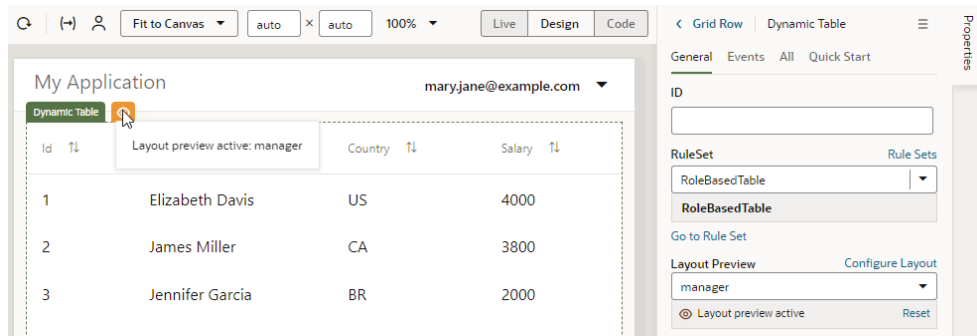 Fit to Canvas auto × auto 100% Live Design Code
< Grid Row Dynamic Table
Properties
General Events All Quick Start
My Application mary.jane@example.com
ID
Dynamic Table
Layout preview active: manager
Id Country Salary
RuleSet Rule Sets
RoleBasedTable
RoleBasedTable
Go to Rule Set
Layout Preview Configure Layout
manager
Layout preview active Reset
1 Elizabeth Davis US 4000
2 James Miller CA 3800
3 Jennifer Garcia BR 2000